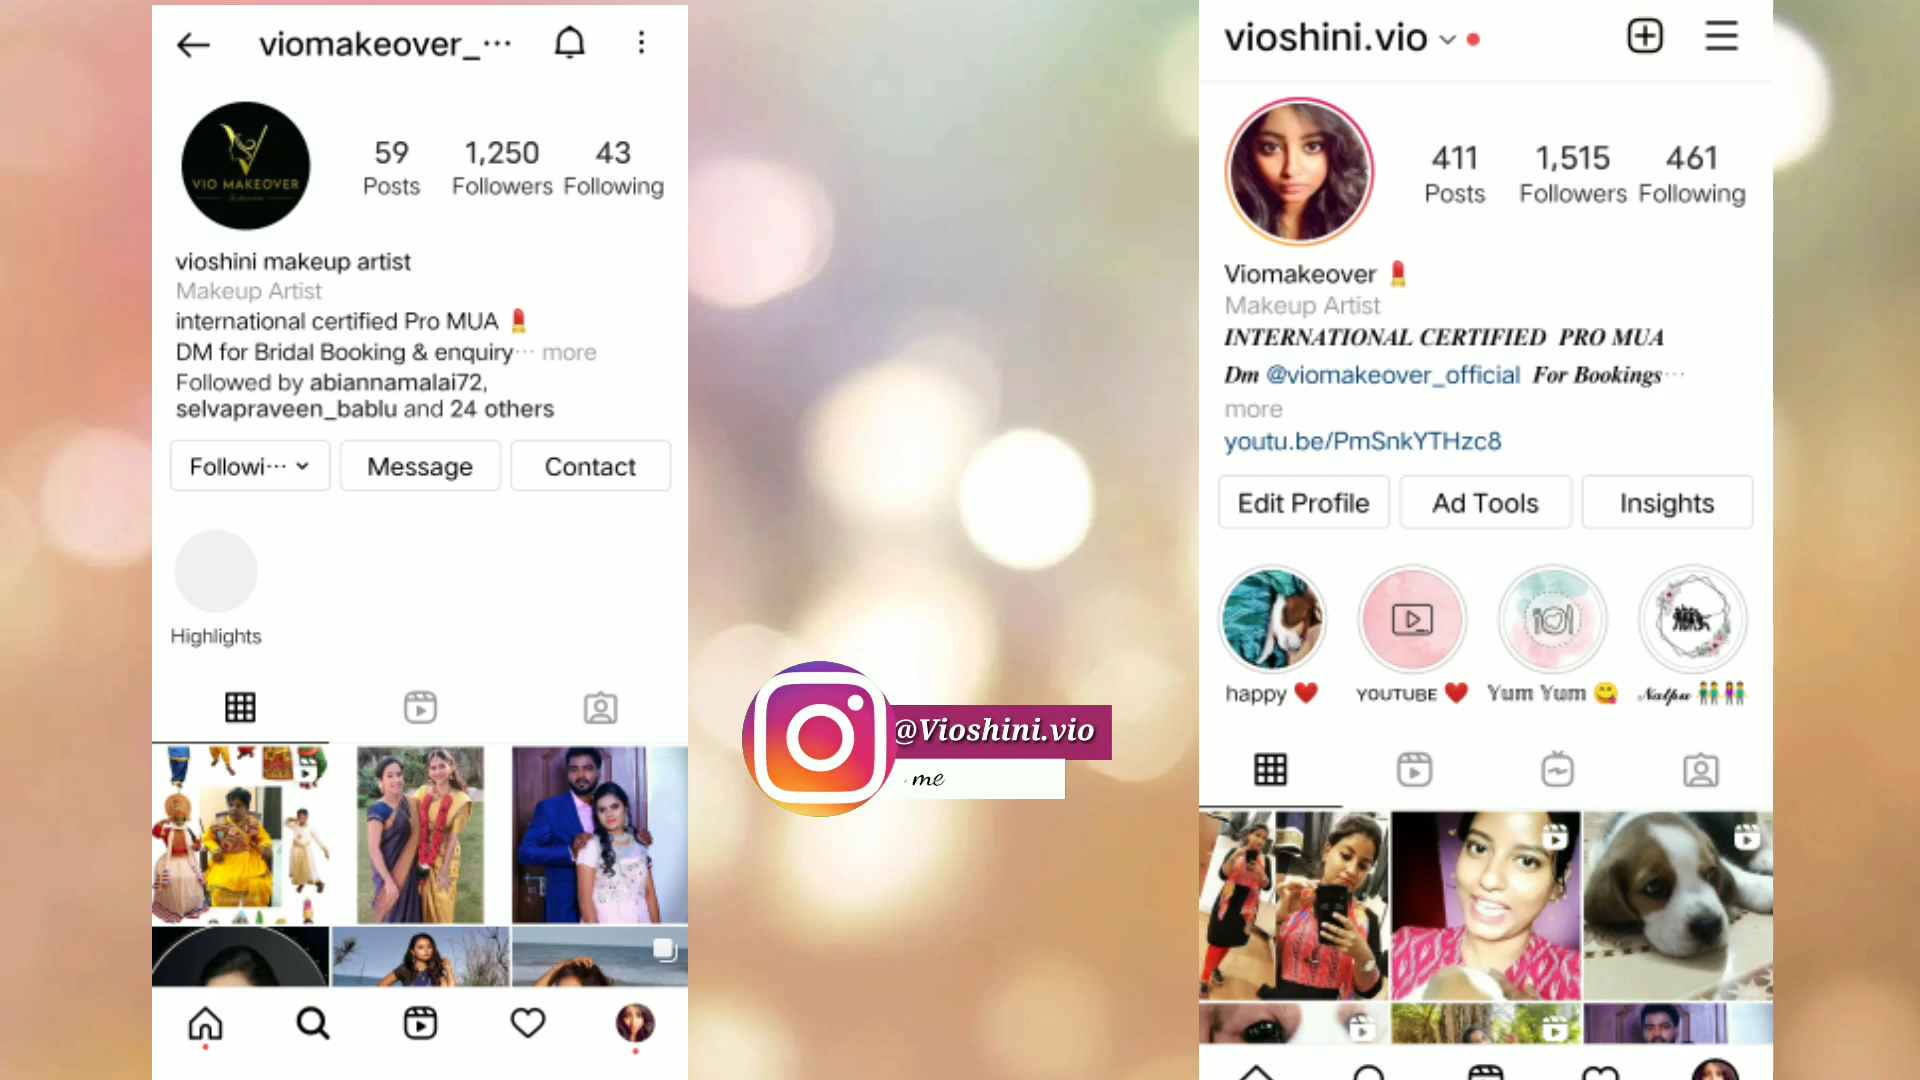 viomakeover_...
VIO MAKEOVER
59
1,250
43
Posts
Followers
Following
vioshini makeup artist
Makeup Artist
international certified Pro MUA 💄
DM for Bridal Booking & enquiry... more
Followed by abiannamalai72,
selvapraveen_bablu and 24 others
Followi...
Message
Contact
Highlights
@Vioshini.vio
me
vioshini.vio
411
1,515
461
Posts
Followers
Following
Viomakeover 💄
Makeup Artist
INTERNATIONAL CERTIFIED PRO MUA
Dm @viomakeover_official For Bookings...
more
youtu.be/PmSnkYTHzc8
Edit Profile
Ad Tools
Insights
happy ❤️
YOUTUBE ❤️
Yum Yum 😋
Natpu 👬👭